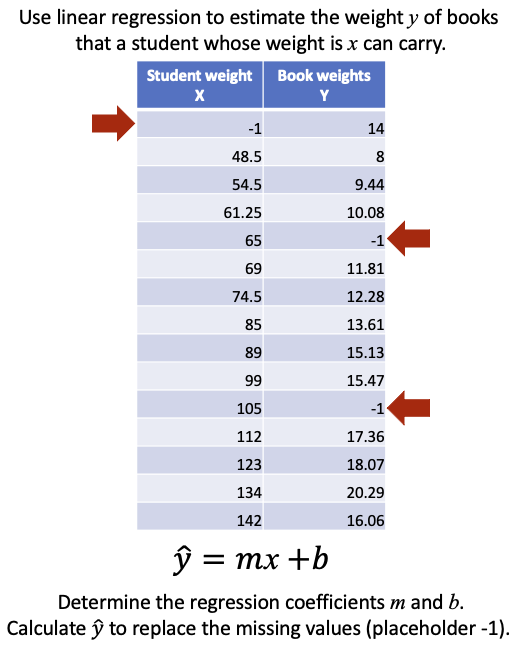 Use linear regression to estimate the weight y of books
that a student whose weight is x can carry.
Student weight Book weights
X Y
-1 14
48.5 8
54.5 9.44
61.25 10.08
65 -1
69 11.81
74.5 12.28
85 13.61
89 15.13
99 15.47
105 -1
112 17.36
123 18.07
134 20.29
142 16.06
ŷ = mx +b
Determine the regression coefficients m and b.
Calculate ŷ to replace the missing values (placeholder -1).